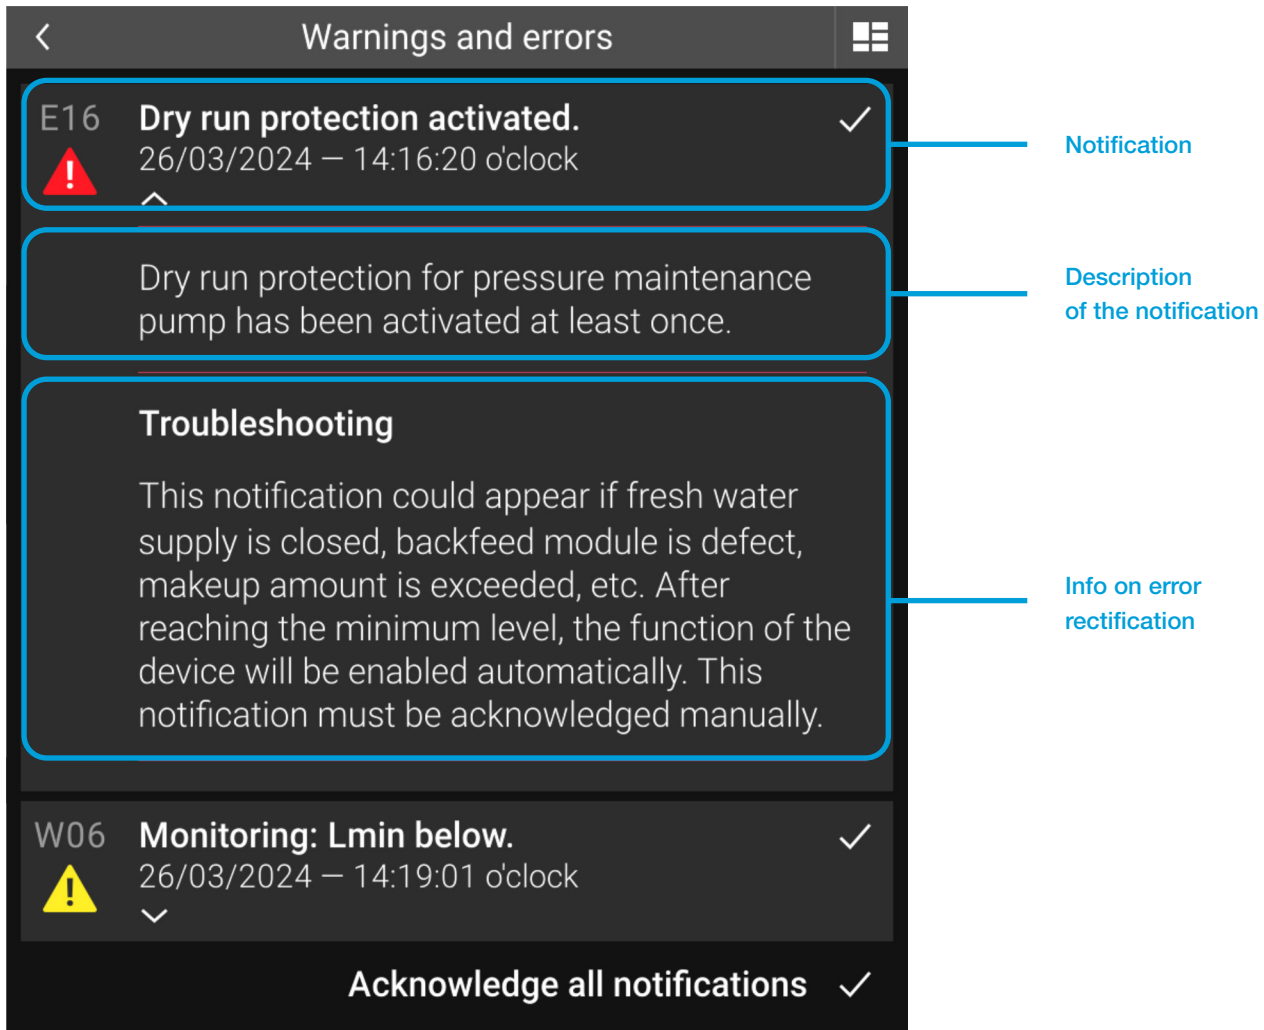 Warnings and errors
E16
Dry run protection activated.
26/03/2024 — 14:16:20 o'clock
Notification
Dry run protection for pressure maintenance
pump has been activated at least once.
Description
of the notification
Troubleshooting
This notification could appear if fresh water
supply is closed, backfeed module is defect,
makeup amount is exceeded, etc. After
reaching the minimum level, the function of the
device will be enabled automatically. This
notification must be acknowledged manually.
Info on error
rectification
W06
Monitoring: Lmin below.
26/03/2024 — 14:19:01 o'clock
Acknowledge all notifications